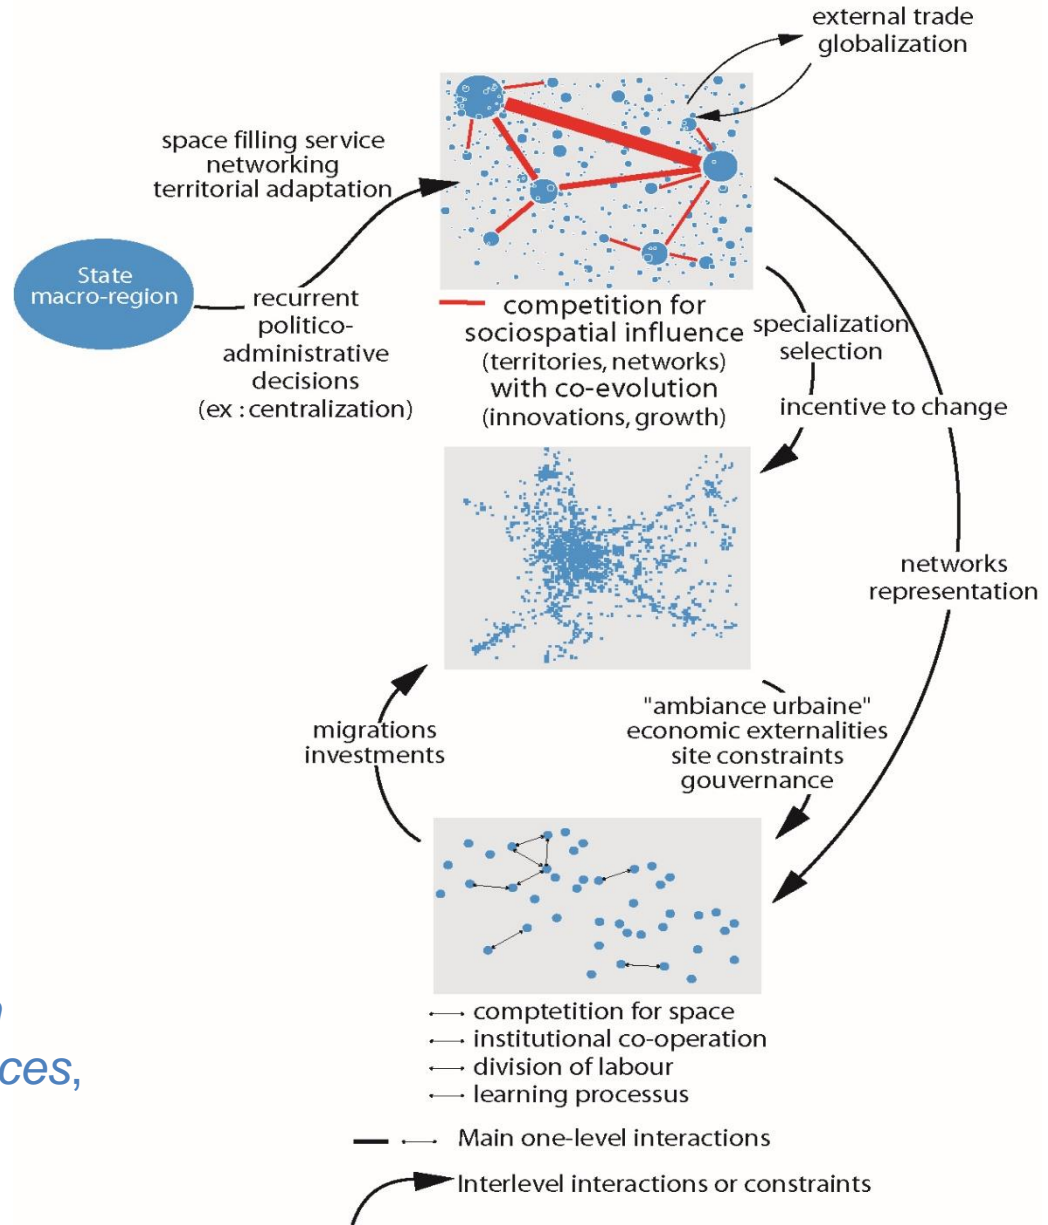 external trade
globalization
space filling service
networking
territorial adaptation
State
macro-region
recurrent
politico-
administrative
decisions
(ex : centralization)
competition for
sociospatial influence
(territories, networks)
with co-evolution
(innovations, growth)
specialization
selection
incentive to change
networks
representation
migrations
investments
"ambiance urbaine"
economic externalities
site constraints
gouvernance
comptetition for space
institutional co-operation
division of labour
learning processus
Main one-level interactions
Interlevel interactions or constraints